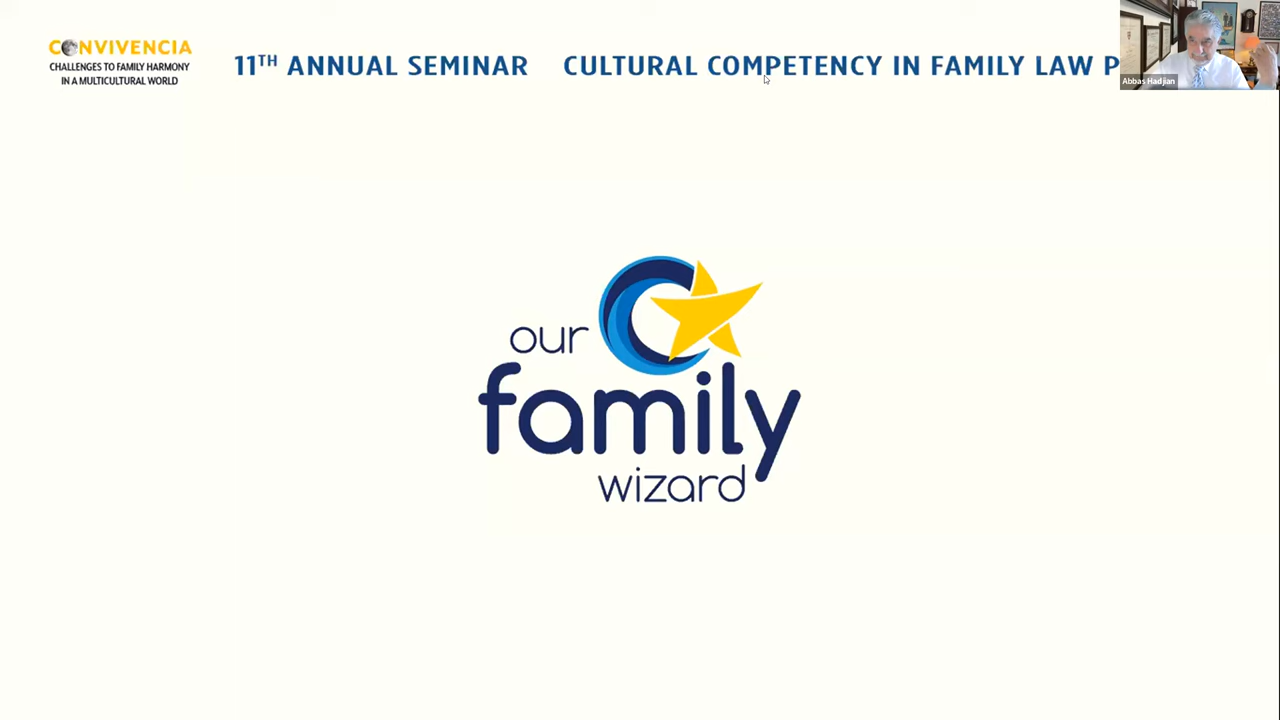 CONVIVENCIA
CHALLENGES TO FAMILY HARMONY
IN A MULTICULTURAL WORLD
11TH ANNUAL SEMINAR CULTURAL COMPETENCY IN FAMILY LAW P
Abbas Hadjian
our
family
wizard